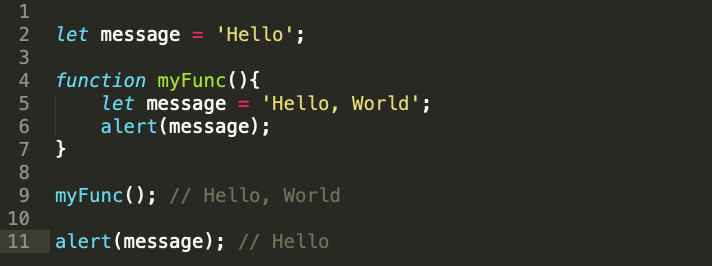 1
2 let message = 'Hello';
3
4 function myFunc(){
5     let message = 'Hello, World';
6     alert(message);
7 }
8
9 myFunc(); // Hello, World
10
11 alert(message); // Hello